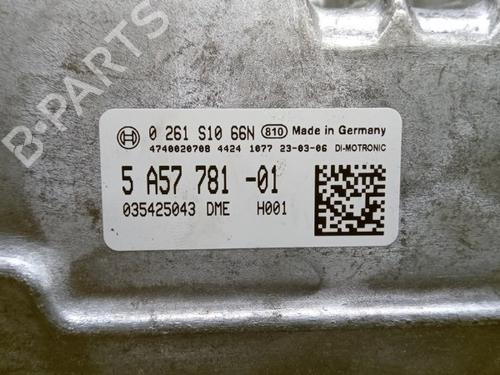 B-PARTS
BOSCH 0 261 S10 66N 810 Made in Germany
4740020708 4424 1077 23-03-06 DI-MOTRONIC
5 A57 781 -01
035425043 DME H001